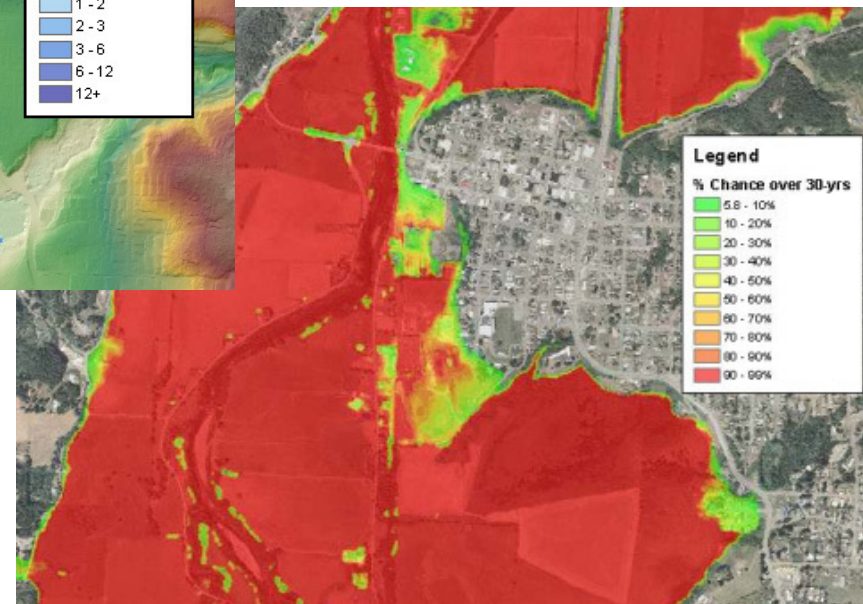 1 - 2
2 - 3
3 - 6
6 - 12
12+
Legend
% Chance over 30-yrs
5.8 - 10%
10 - 20%
20 - 30%
30 - 40%
40 - 50%
50 - 60%
60 - 70%
70 - 80%
80 - 90%
90 - 99%